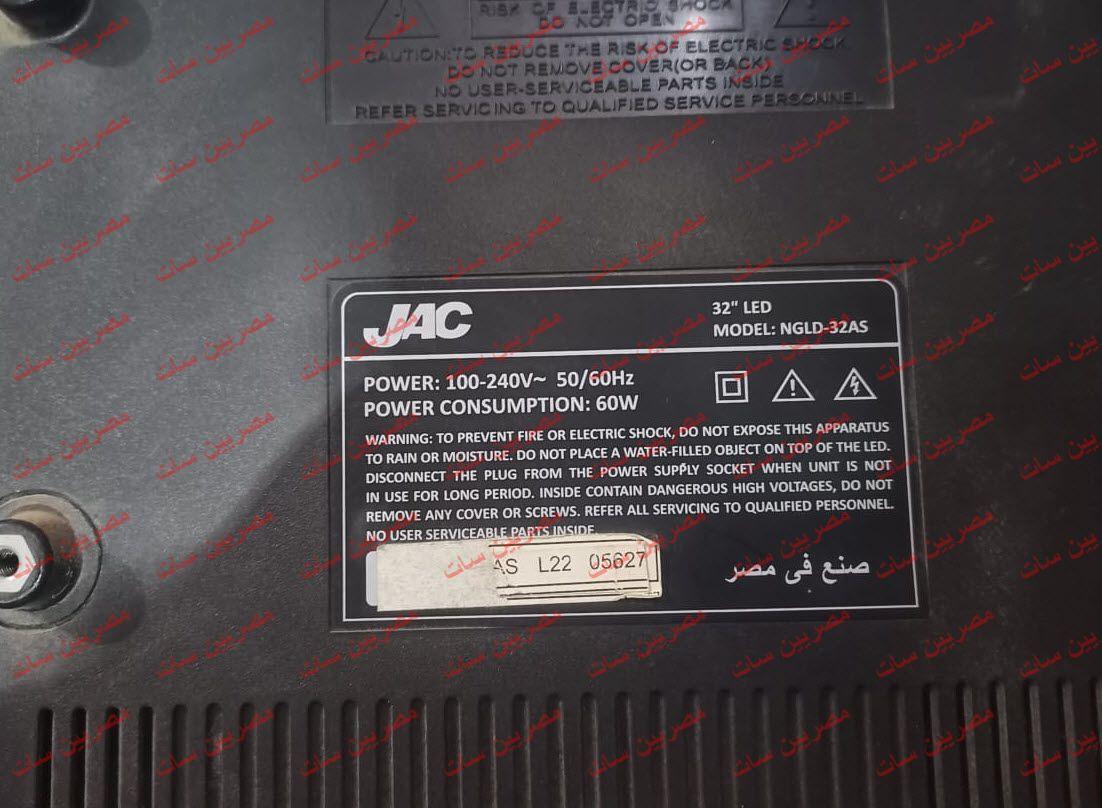 RISK OF ELECTRIC SHOCK
DO NOT OPEN
CAUTION:TO REDUCE THE RISK OF ELECTRIC SHOCK,
DO NOT REMOVE COVER(OR BACK)
NO USER-SERVICEABLE PARTS INSIDE
REFER SERVICING TO QUALIFIED SERVICE PERSONNEL
JAC
32" LED
MODEL: NGLD-32AS
POWER: 100-240V~ 50/60Hz
POWER CONSUMPTION: 60W
WARNING: TO PREVENT FIRE OR ELECTRIC SHOCK, DO NOT EXPOSE THIS APPARATUS
TO RAIN OR MOISTURE. DO NOT PLACE A WATER-FILLED OBJECT ON TOP OF THE LED.
DISCONNECT THE PLUG FROM THE POWER SUPPLY SOCKET WHEN UNIT IS NOT
IN USE FOR LONG PERIOD. INSIDE CONTAIN DANGEROUS HIGH VOLTAGES, DO NOT
REMOVE ANY COVER OR SCREWS. REFER ALL SERVICING TO QUALIFIED PERSONNEL.
NO USER SERVICEABLE PARTS INSIDE
AS L22 05627
صنع فى مصر
مصريين سات